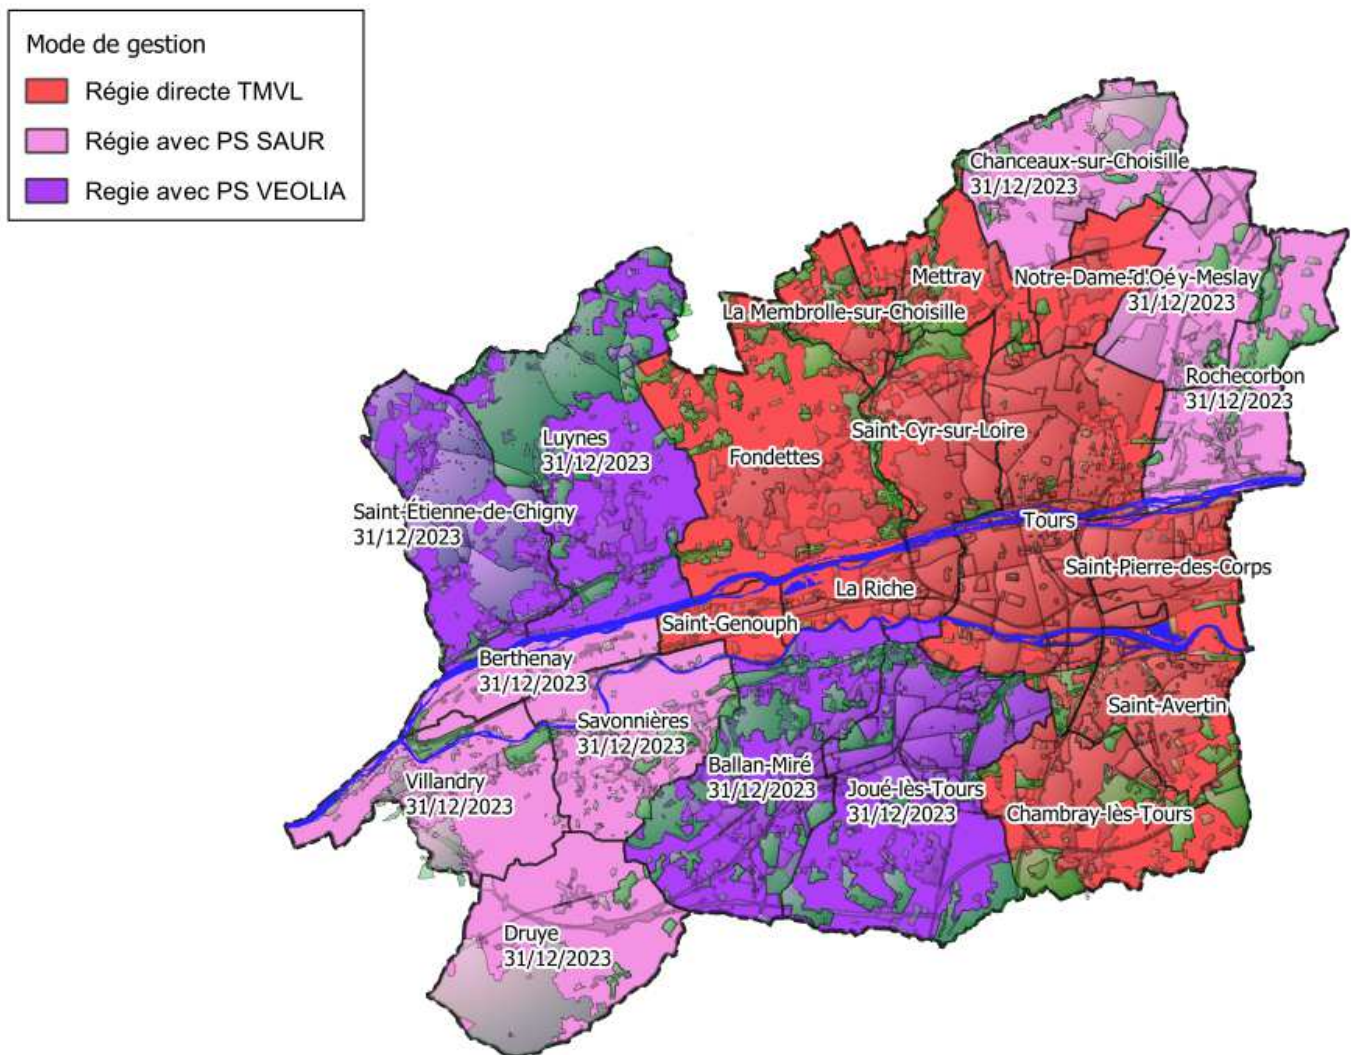 Mode de gestion
Régie directe TMVL
Régie avec PS SAUR
Regie avec PS VEOLIA
Chanceaux-sur-Choisille
31/12/2023
Mettray
Notre-Dame-d'Oé
y-Meslay
31/12/2023
La Membrolle-sur-Choisille
Rochecorbon
31/12/2023
Luynes
31/12/2023
Fondettes
Saint-Cyr-sur-Loire
Saint-Étienne-de-Chigny
31/12/2023
Tours
Saint-Pierre-des-Corps
La Riche
Saint-Genouph
Berthenay
31/12/2023
Savonnières
31/12/2023
Saint-Avertin
Villandry
31/12/2023
Ballan-Miré
31/12/2023
Joué-lès-Tours
31/12/2023
Chambray-lès-Tours
Druye
31/12/2023